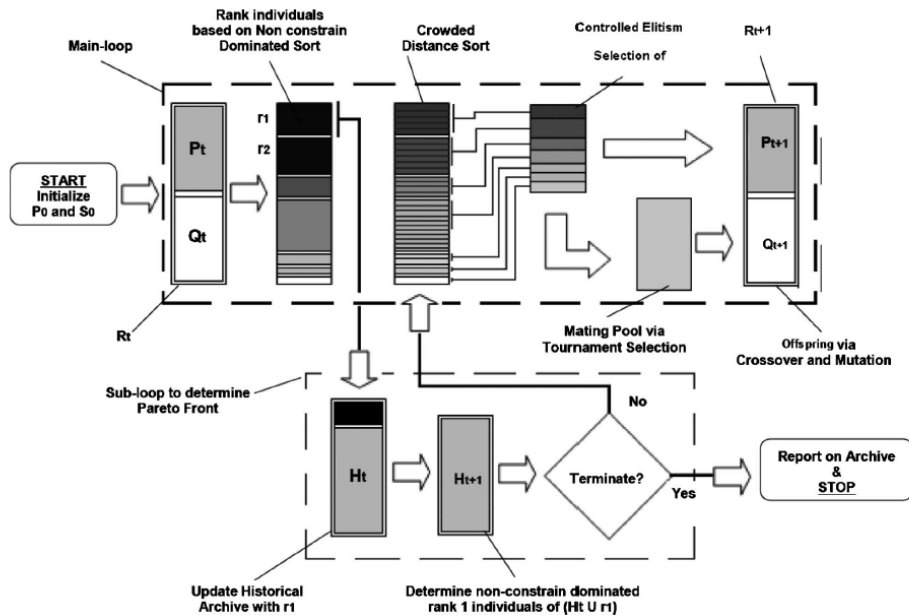 Rank individuals
based on Non constrain
Dominated Sort
Crowded
Distance Sort
Controlled Elitism
Selection of
Rt+1
Main-loop
r1
r2
Pt
Qt
START
Initialize
P0 and S0
Pt+1
Qt+1
Rt
Mating Pool via
Tournament Selection
Offspring via
Crossover and Mutation
Sub-loop to determine
Pareto Front
No
Ht
Ht+1
Terminate?
Yes
Report on Archive
&
STOP
Update Historical
Archive with r1
Determine non-constrain dominated
rank 1 individuals of (Ht U r1)